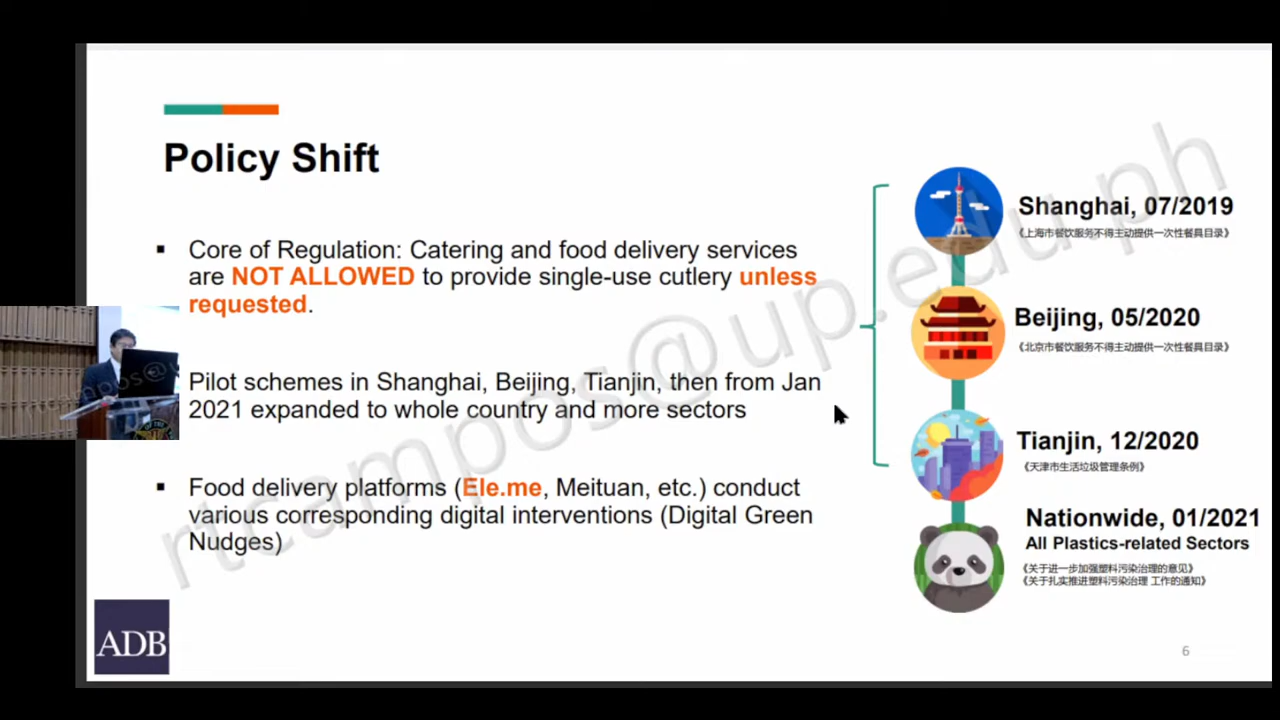 Policy Shift
Core of Regulation: Catering and food delivery services
are NOT ALLOWED to provide single-use cutlery unless
requested.
Pilot schemes in Shanghai, Beijing, Tianjin, then from Jan
2021 expanded to whole country and more sectors
Food delivery platforms (Ele.me, Meituan, etc.) conduct
various corresponding digital interventions (Digital Green
Nudges)
Shanghai, 07/2019
《上海市餐饮服务不得主动提供一次性餐具目录》
Beijing, 05/2020
《北京市餐饮服务不得主动提供一次性餐具目录》
Tianjin, 12/2020
《天津市生活垃圾管理条例》
Nationwide, 01/2021
All Plastics-related Sectors
《关于进一步加强塑料污染治理的意见》
《关于扎实推进塑料污染治理 工作的通知》
ADB
6
rtcampos@up.edu.ph